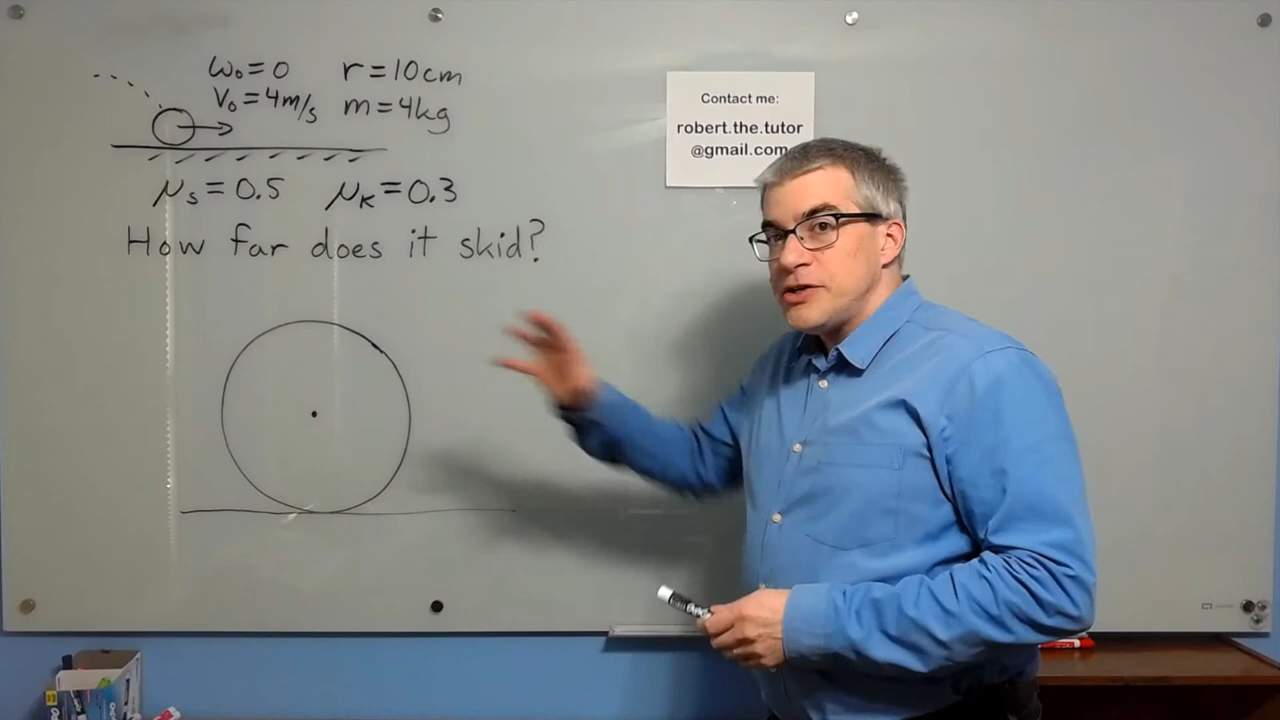 ω₀=0 r=10cm
V₀=4m/s m=4kg
μₛ=0.5 μₖ=0.3
How far does it skid?
Contact me:
robert.the.tutor
@gmail.com